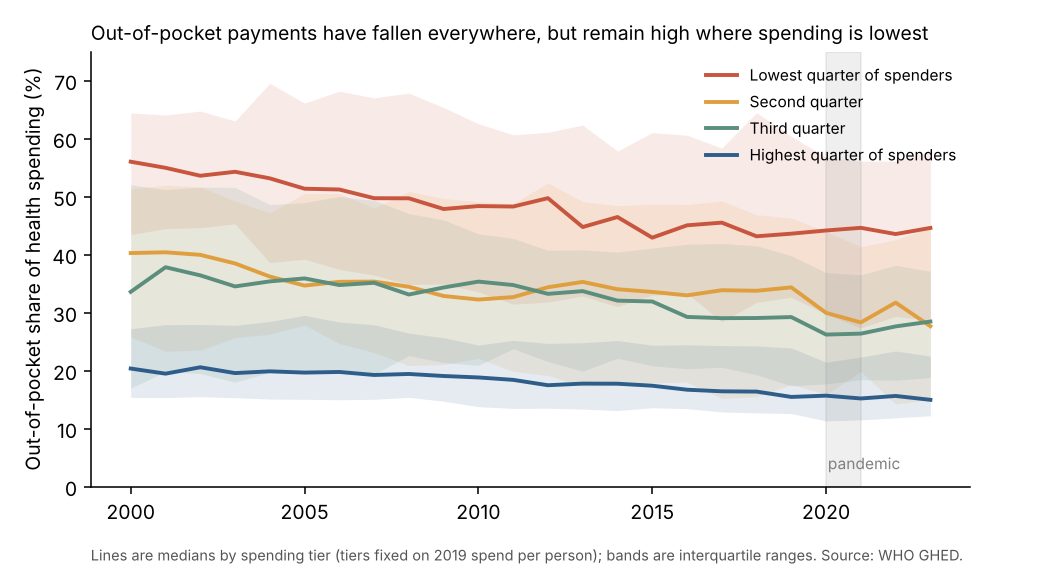 Out-of-pocket payments have fallen everywhere, but remain high where spending is lowest
Out-of-pocket share of health spending (%)
70
60
50
40
30
20
10
0
Lowest quarter of spenders
Second quarter
Third quarter
Highest quarter of spenders
pandemic
2000
2005
2010
2015
2020
Lines are medians by spending tier (tiers fixed on 2019 spend per person); bands are interquartile ranges. Source: WHO GHED.